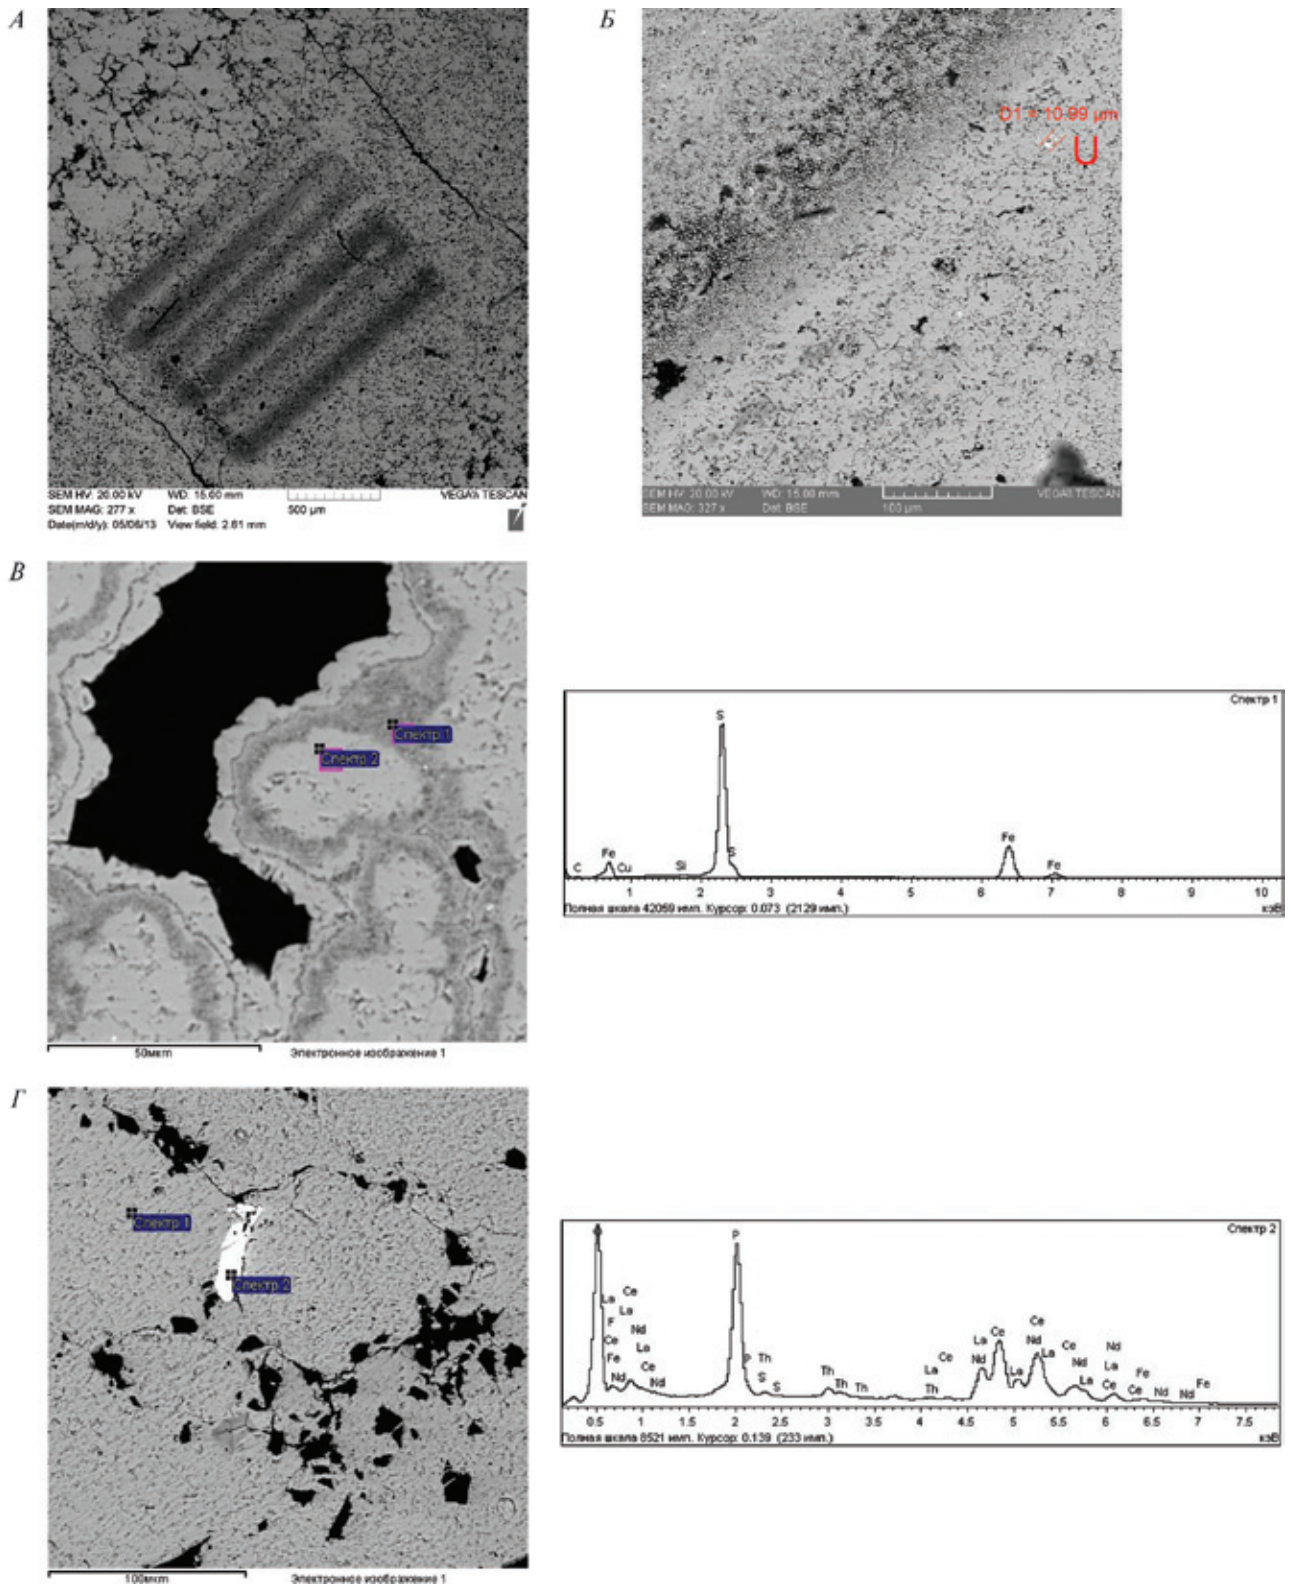 А
SEM HV: 20.00 kV WD: 15.00 mm VEGA\\ TESCAN
SEM MAG: 277 x Det: BSE 500 µm
Date(m/d/y): 05/06/13 View field: 2.61 mm
Б
D1 = 10.99 µm
U
SEM HV: 20.00 kV WD: 15.00 mm VEGA\\ TESCAN
SEM MAG: 327 x Det: BSE 100 µm
В
Спектр 1
Спектр 2
50мкm Электронное изображение 1
Спектр 1
S
Fe
S
Fe
C Cu Si Fe
1 2 3 4 5 6 7 8 9 10
Полная шкала 42059 имп. Курсор: 0.073 (2129 имп.) кэВ
Г
Спектр 1
Спектр 2
100мкm Электронное изображение 1
Спектр 2
P
La Ce
F La
Ce Nd
Fe La
Nd Ce
Nd
P Th
S S
Th
Th Th
La Ce
Th
La Ce Ce
Nd Nd La Ce
La Nd
La
Nd
La
Ce Fe
Ce Nd Nd Fe
0.5 1 1.5 2 2.5 3 3.5 4 4.5 5 5.5 6 6.5 7 7.5
Полная шкала 8521 имп. Курсор: 0.139 (233 имп.) кэВ